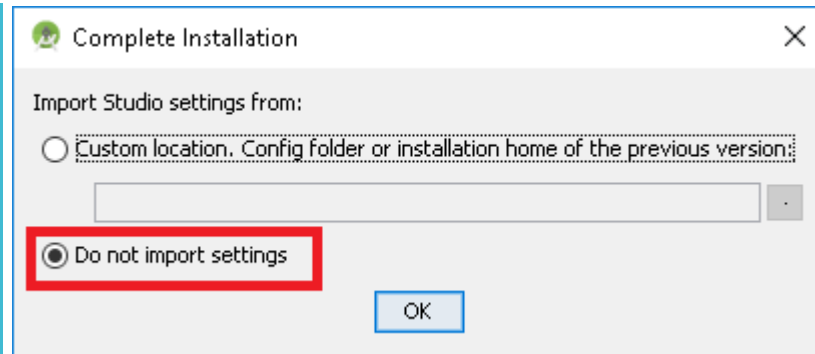 Complete Installation
Import Studio settings from:
Custom location. Config folder or installation home of the previous version:
Do not import settings
OK